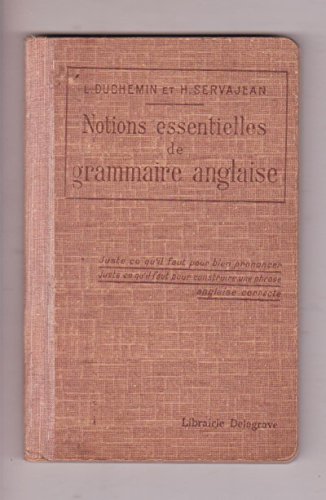 L. DUCHEMIN ET H. SERVAJEAN
Notions essentielles
de
grammaire anglaise
Juste ce qu'il faut pour bien prononcer
Juste ce qu'il faut pour construire une phrase
anglaise correcte
Librairie Delagrave